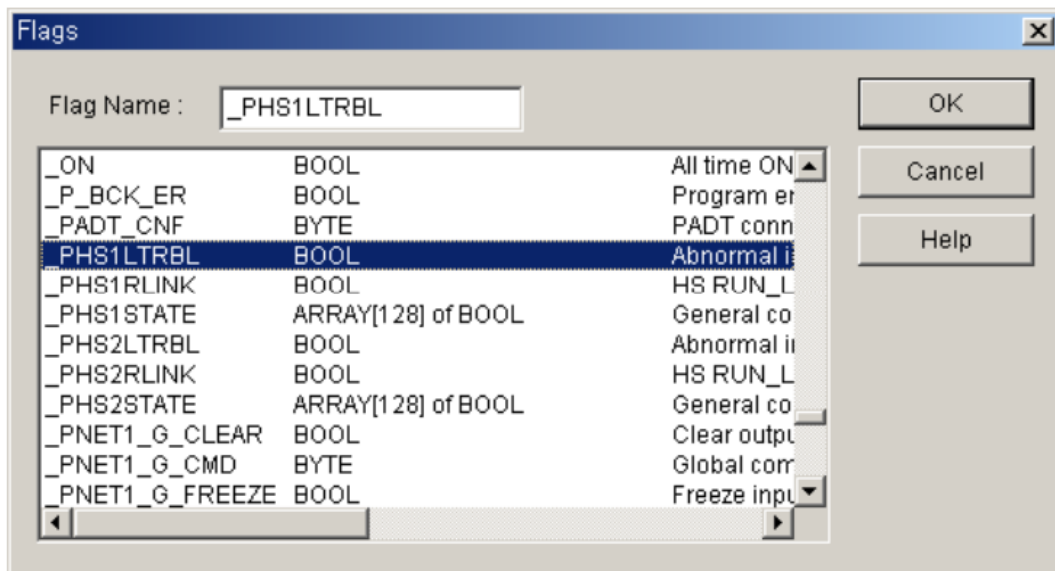 Flags
Flag Name : _PHS1LTRBL OK
Cancel
Help
_ON BOOL All time ON
_P_BCK_ER BOOL Program er
_PADT_CNF BYTE PADT conn
_PHS1LTRBL BOOL Abnormal i
_PHS1RLINK BOOL HS RUN_L
_PHS1STATE ARRAY[128] of BOOL General co
_PHS2LTRBL BOOL Abnormal i
_PHS2RLINK BOOL HS RUN_L
_PHS2STATE ARRAY[128] of BOOL General co
_PNET1_G_CLEAR BOOL Clear outpu
_PNET1_G_CMD BYTE Global com
_PNET1_G_FREEZE BOOL Freeze inpu